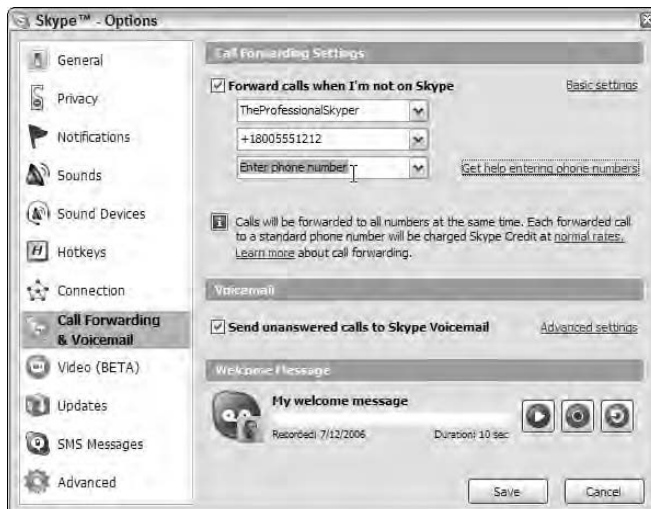 Skype™ - Options
General
Privacy
Notifications
Sounds
Sound Devices
Hotkeys
Connection
Call Forwarding
& Voicemail
Video (BETA)
Updates
SMS Messages
Advanced
Call Forwarding Settings
Forward calls when I'm not on Skype
Basic settings
TheProfessionalSkyper
+18005551212
Enter phone number
Get help entering phone numbers
Calls will be forwarded to all numbers at the same time. Each forwarded call
to a standard phone number will be charged Skype Credit at normal rates.
Learn more about call forwarding.
Voicemail
Send unanswered calls to Skype Voicemail
Advanced settings
Welcome Message
My welcome message
Recorded: 7/12/2006
Duration: 10 sec
Save
Cancel